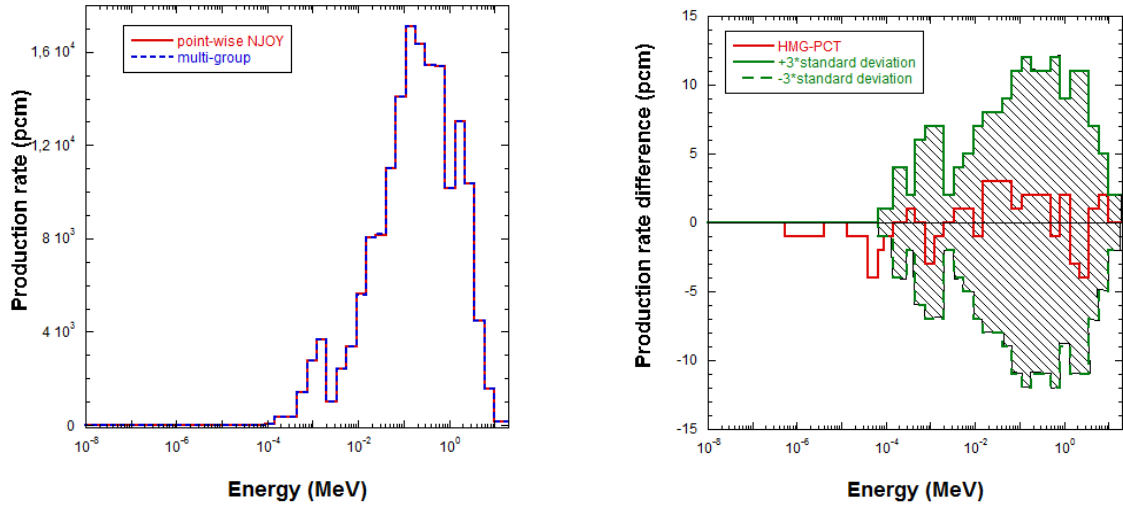 point-wise NJOY
multi-group
Production rate (pcm)
1,6 10⁴
1,2 10⁴
8 10³
4 10³
0
10⁻⁸
10⁻⁶
10⁻⁴
10⁻²
10⁰
Energy (MeV)
HMG-PCT
+3*standard deviation
-3*standard deviation
Production rate difference (pcm)
15
10
5
0
-5
-10
-15
10⁻⁸
10⁻⁶
10⁻⁴
10⁻²
10⁰
Energy (MeV)